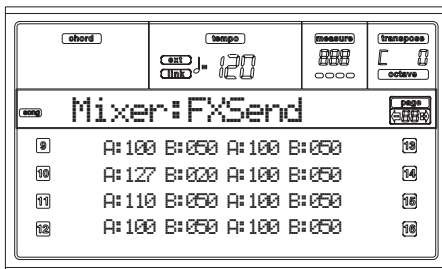 chord tempo measure transpose
ext link ♩= 120 888 C 0
octave
song Mixer:FXSend page 88
9 A:100 B:050 A:100 B:050 13
10 A:127 B:020 A:100 B:050 14
11 A:110 B:050 A:100 B:050 15
12 A:100 B:050 A:100 B:050 16